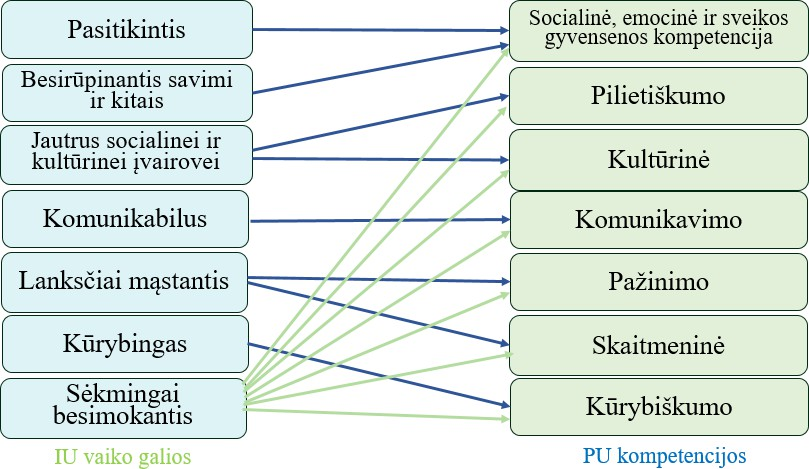 Pasitikintis
Besirūpinantis savimi
ir kitais
Jautrus socialinei ir
kultūrinei įvairovei
Komunikabilus
Lanksčiai mąstantis
Kūrybingas
Sėkmingai
besimokantis
IU vaiko galios
Socialinė, emocinė ir sveikos
gyvensenos kompetencija
Pilietiškumo
Kultūrinė
Komunikavimo
Pažinimo
Skaitmeninė
Kūrybiškumo
PU kompetencijos